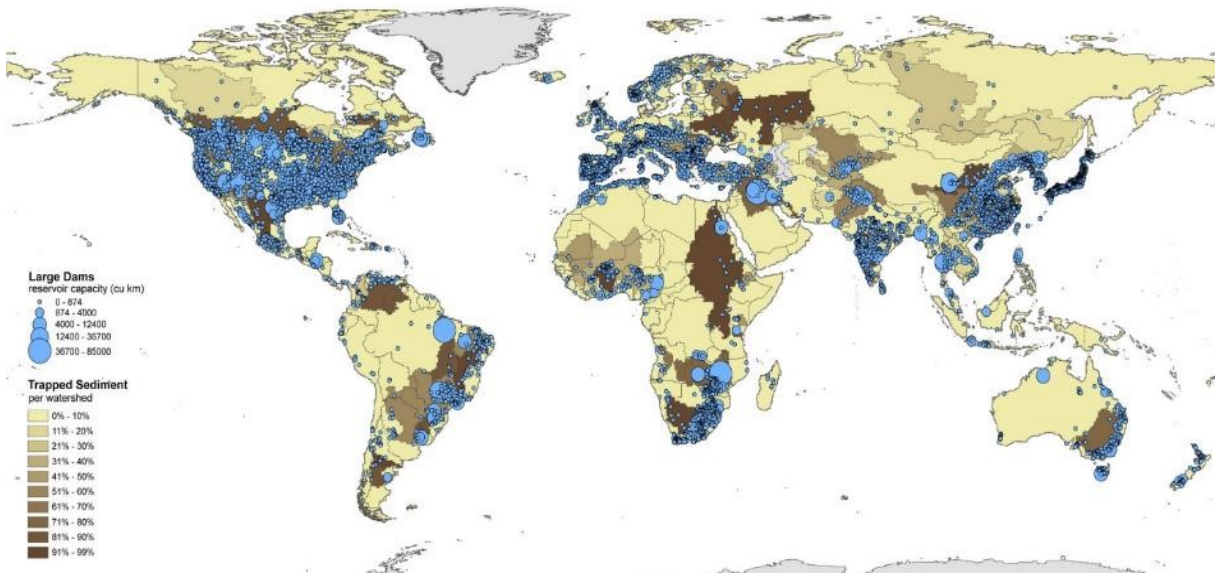 Large Dams
reservoir capacity (cu km)
0 - 874
874 - 4000
4000 - 12400
12400 - 36700
36700 - 85000
Trapped Sediment
per watershed
0% - 10%
11% - 20%
21% - 30%
31% - 40%
41% - 50%
51% - 60%
61% - 70%
71% - 80%
81% - 90%
91% - 99%